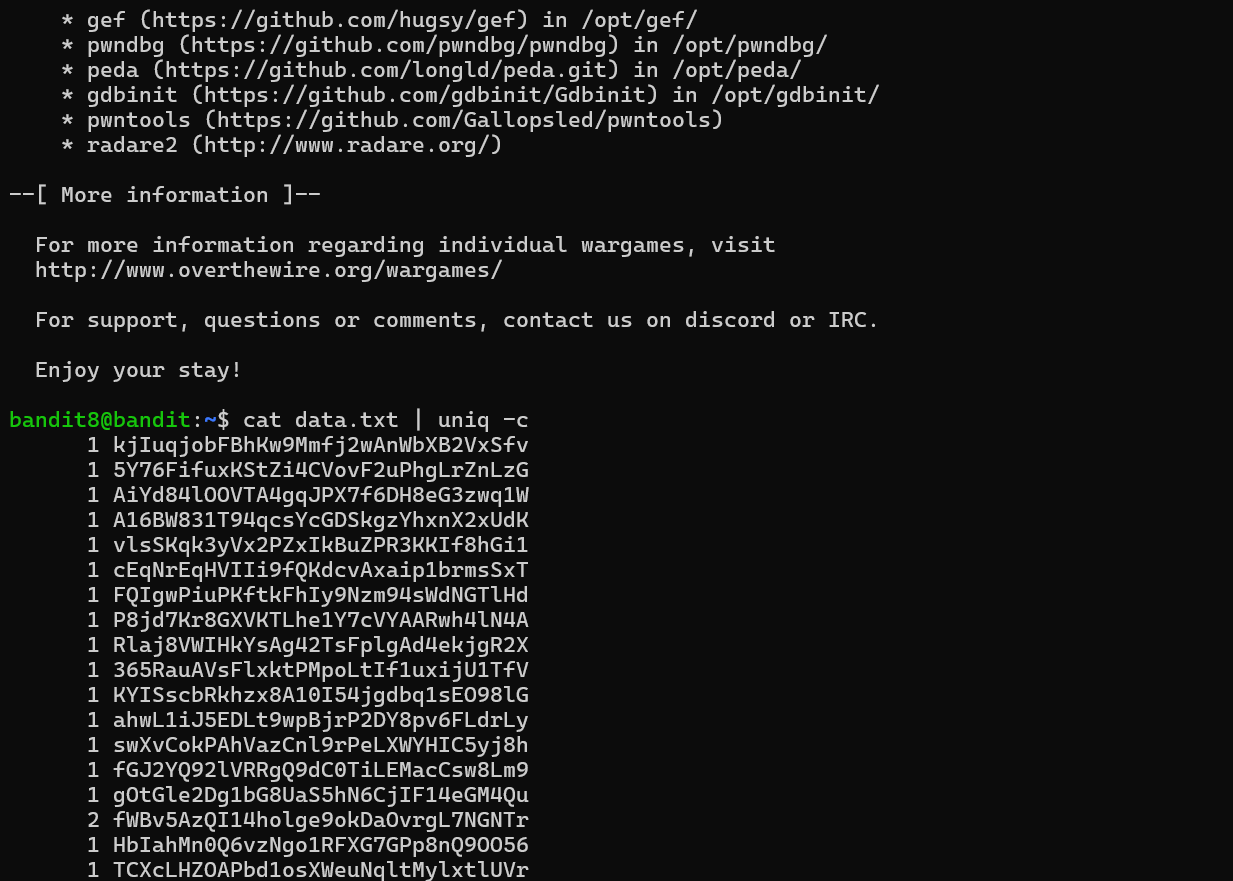 * gef (https://github.com/hugsy/gef) in /opt/gef/
* pwndbg (https://github.com/pwndbg/pwndbg) in /opt/pwndbg/
* peda (https://github.com/longld/peda.git) in /opt/peda/
* gdbinit (https://github.com/gdbinit/Gdbinit) in /opt/gdbinit/
* pwntools (https://github.com/Gallopsled/pwntools)
* radare2 (http://www.radare.org/)
--[ More information ]--
For more information regarding individual wargames, visit
http://www.overthewire.org/wargames/
For support, questions or comments, contact us on discord or IRC.
Enjoy your stay!
bandit8@bandit:~$ cat data.txt | uniq -c
1 kjIuqjobFBhKw9Mmfj2wAnWbXB2VxSfv
1 5Y76FifuxKStZi4CVovF2uPhgLrZnLzG
1 AiYd84lOOVTA4gqJPX7f6DH8eG3zwq1W
1 A16BW831T94qcsYcGDSkgzYhxnX2xUdK
1 vlsSKqk3yVx2PZxIkBuZPR3KKIf8hGi1
1 cEqNrEqHVIIi9fQKdcvAxaip1brmsSxT
1 FQIgwPiuPKftkFhIy9Nzm94sWdNGTlHd
1 P8jd7Kr8GXVKTLhe1Y7cVYAARwh4lN4A
1 Rlaj8VWIHkYsAg42TsFplgAd4ekjgR2X
1 365RauAVsFlxktPMpoLtIf1uxijU1TfV
1 KYISscbRkhzx8A10I54jgdbq1sEO98lG
1 ahwL1iJ5EDLt9wpBjrP2DY8pv6FLdrLy
1 swXvCokPAhVazCnl9rPeLXWYHIC5yj8h
1 fGJ2YQ92lVRRgQ9dC0TiLEMacCsw8Lm9
1 gOtGle2Dg1bG8UaS5hN6CjIF14eGM4Qu
2 fWBv5AzQI14holge9okDaOvrgL7NGNTr
1 HbIahMn0Q6vzNgo1RFXG7GPp8nQ9OO56
1 TCXcLHZOAPbd1osXWeuNqltMylxtlUVr